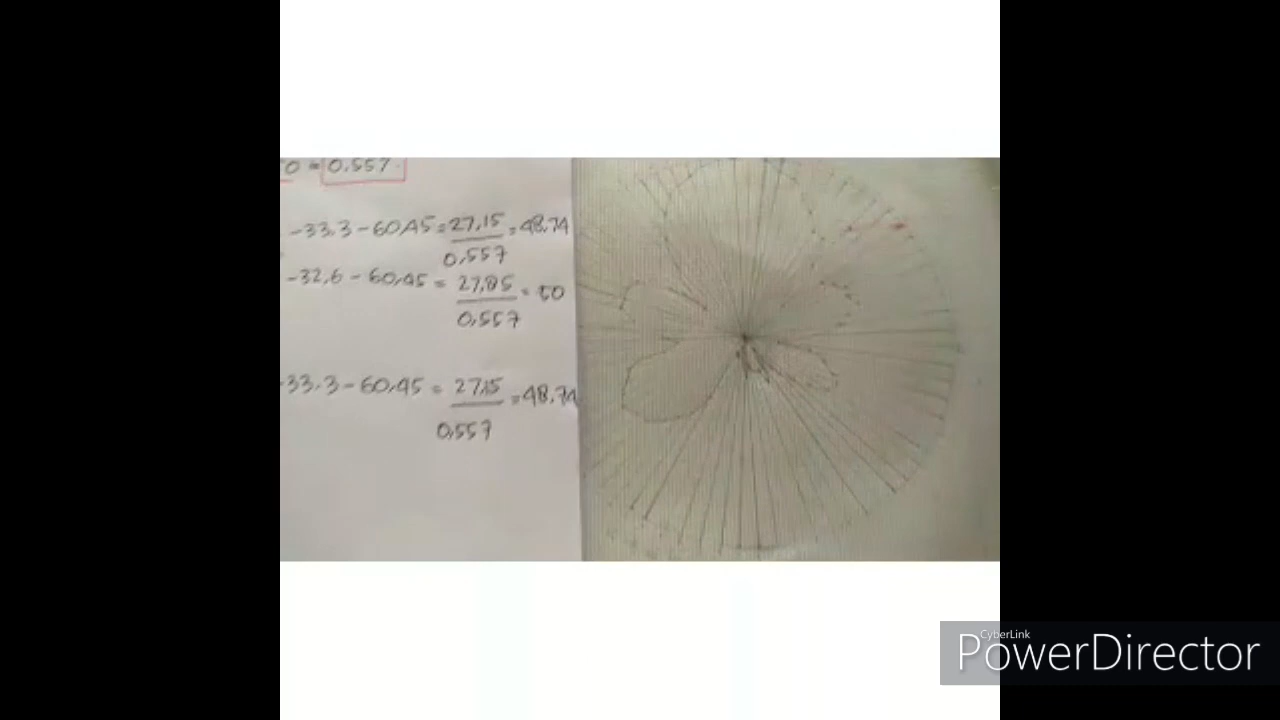 0 = 0.557
-33.3-60.45=27,15=48,74
0,557
-32,6-60,45= 27,85=50
0,557
33.3-60,45= 27,15=48.74
0,557
CyberLink
PowerDirector